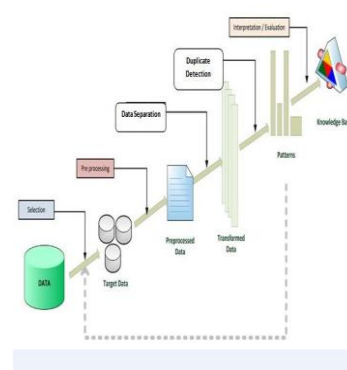 Interpretation / Evaluation
Duplicate
Detection
Data Separation
Knowledge Ba
Pre processing
Patterns
Selection
Transformed
Data
Preprocessed
Data
Target Data
DATA